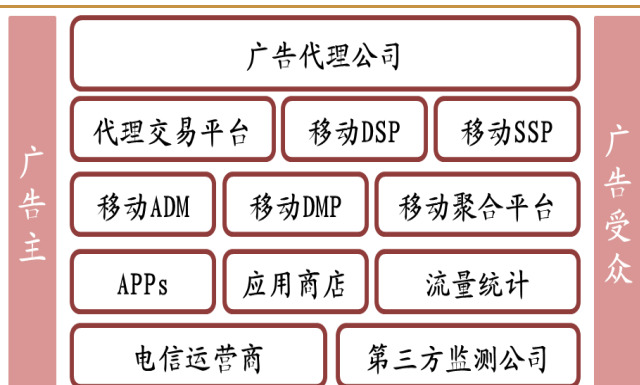 广告主
广告代理公司
代理交易平台 移动DSP 移动SSP
移动ADM 移动DMP 移动聚合平台
APPs 应用商店 流量统计
电信运营商 第三方监测公司
广告受众